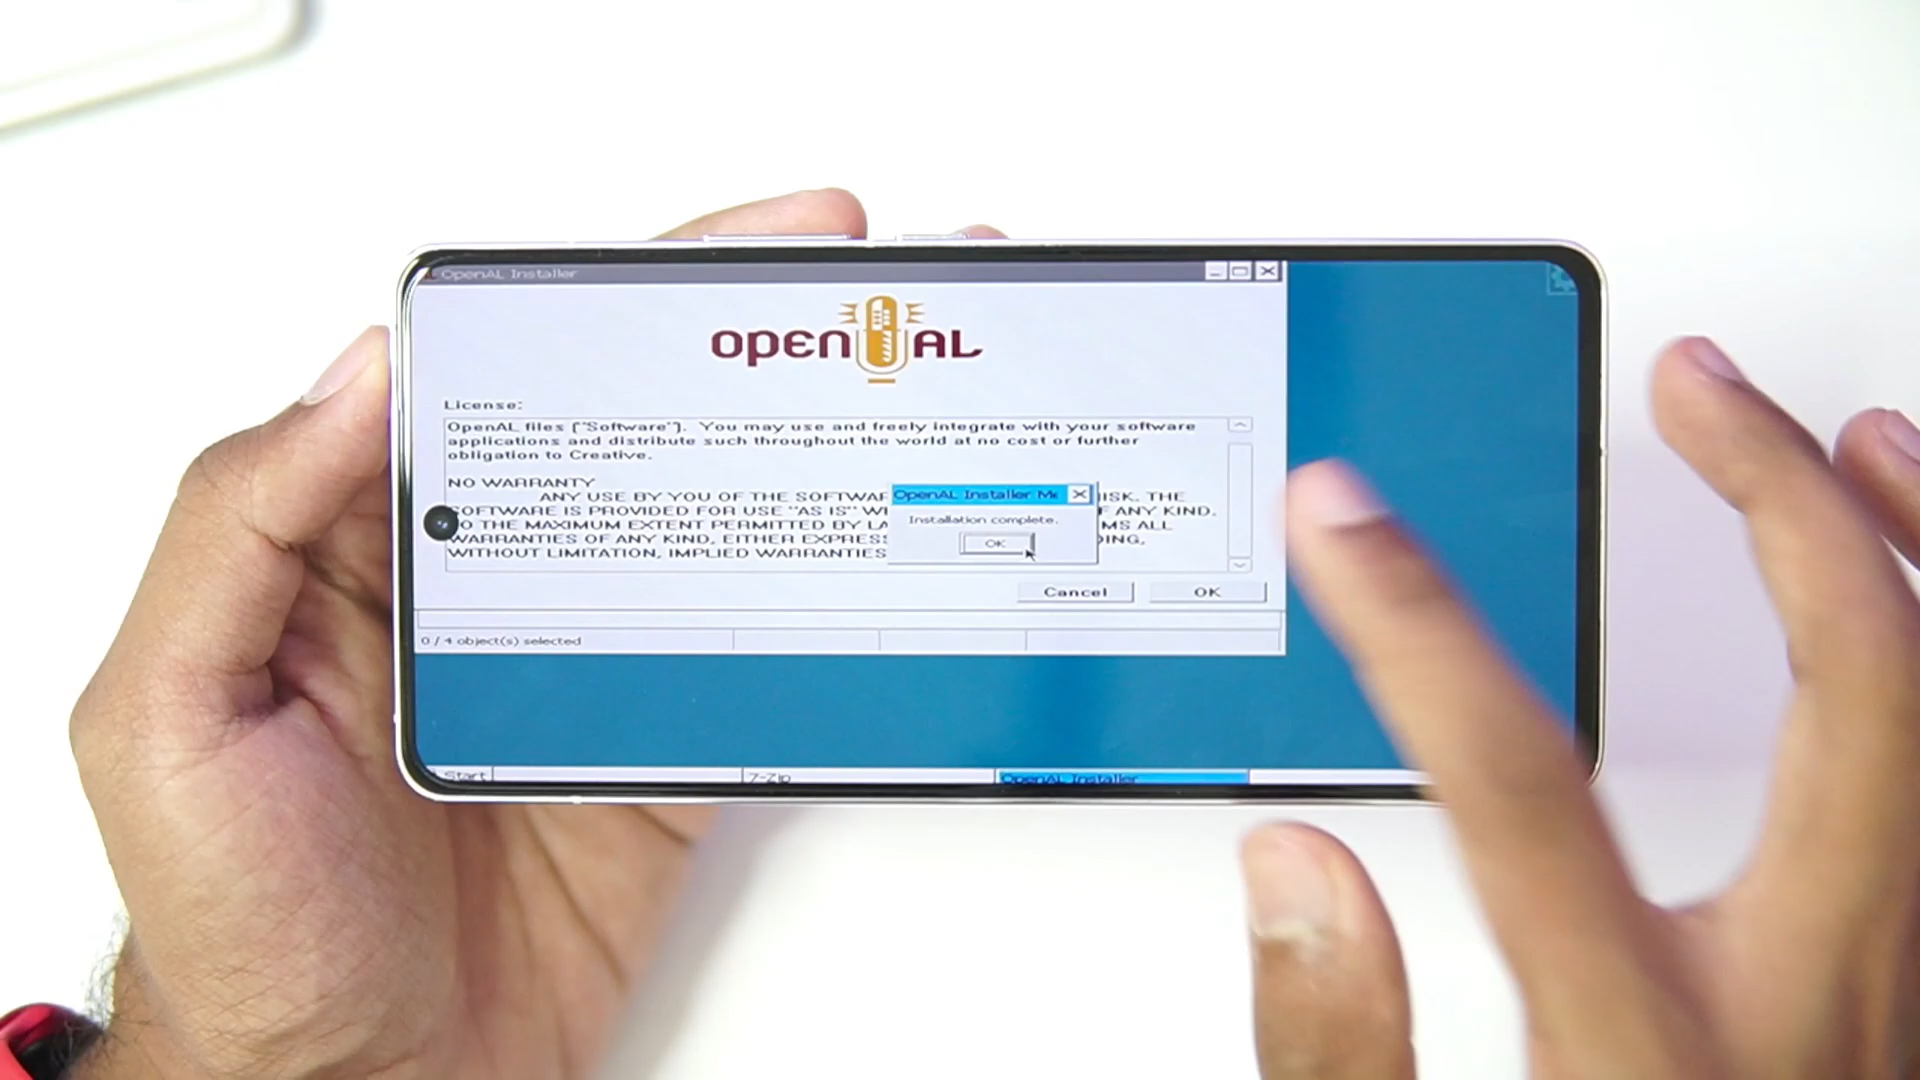 OpenAL Installer
OPENAL
License:
OpenAL files ("Software"). You may use and freely integrate with your software
applications and distribute such throughout the world at no cost or further
obligation to Creative.
NO WARRANTY
ANY USE BY YOU OF THE SOFTWAR ISK. THE
SOFTWARE IS PROVIDED FOR USE "AS IS" WI F ANY KIND.
TO THE MAXIMUM EXTENT PERMITTED BY LA MS ALL
WARRANTIES OF ANY KIND, EITHER EXPRES DING,
WITHOUT LIMITATION, IMPLIED WARRANTIES
OpenAL Installer Me
Installation complete.
OK
Cancel OK
0 / 4 object(s) selected
Start 7-Zip OpenAL Installer